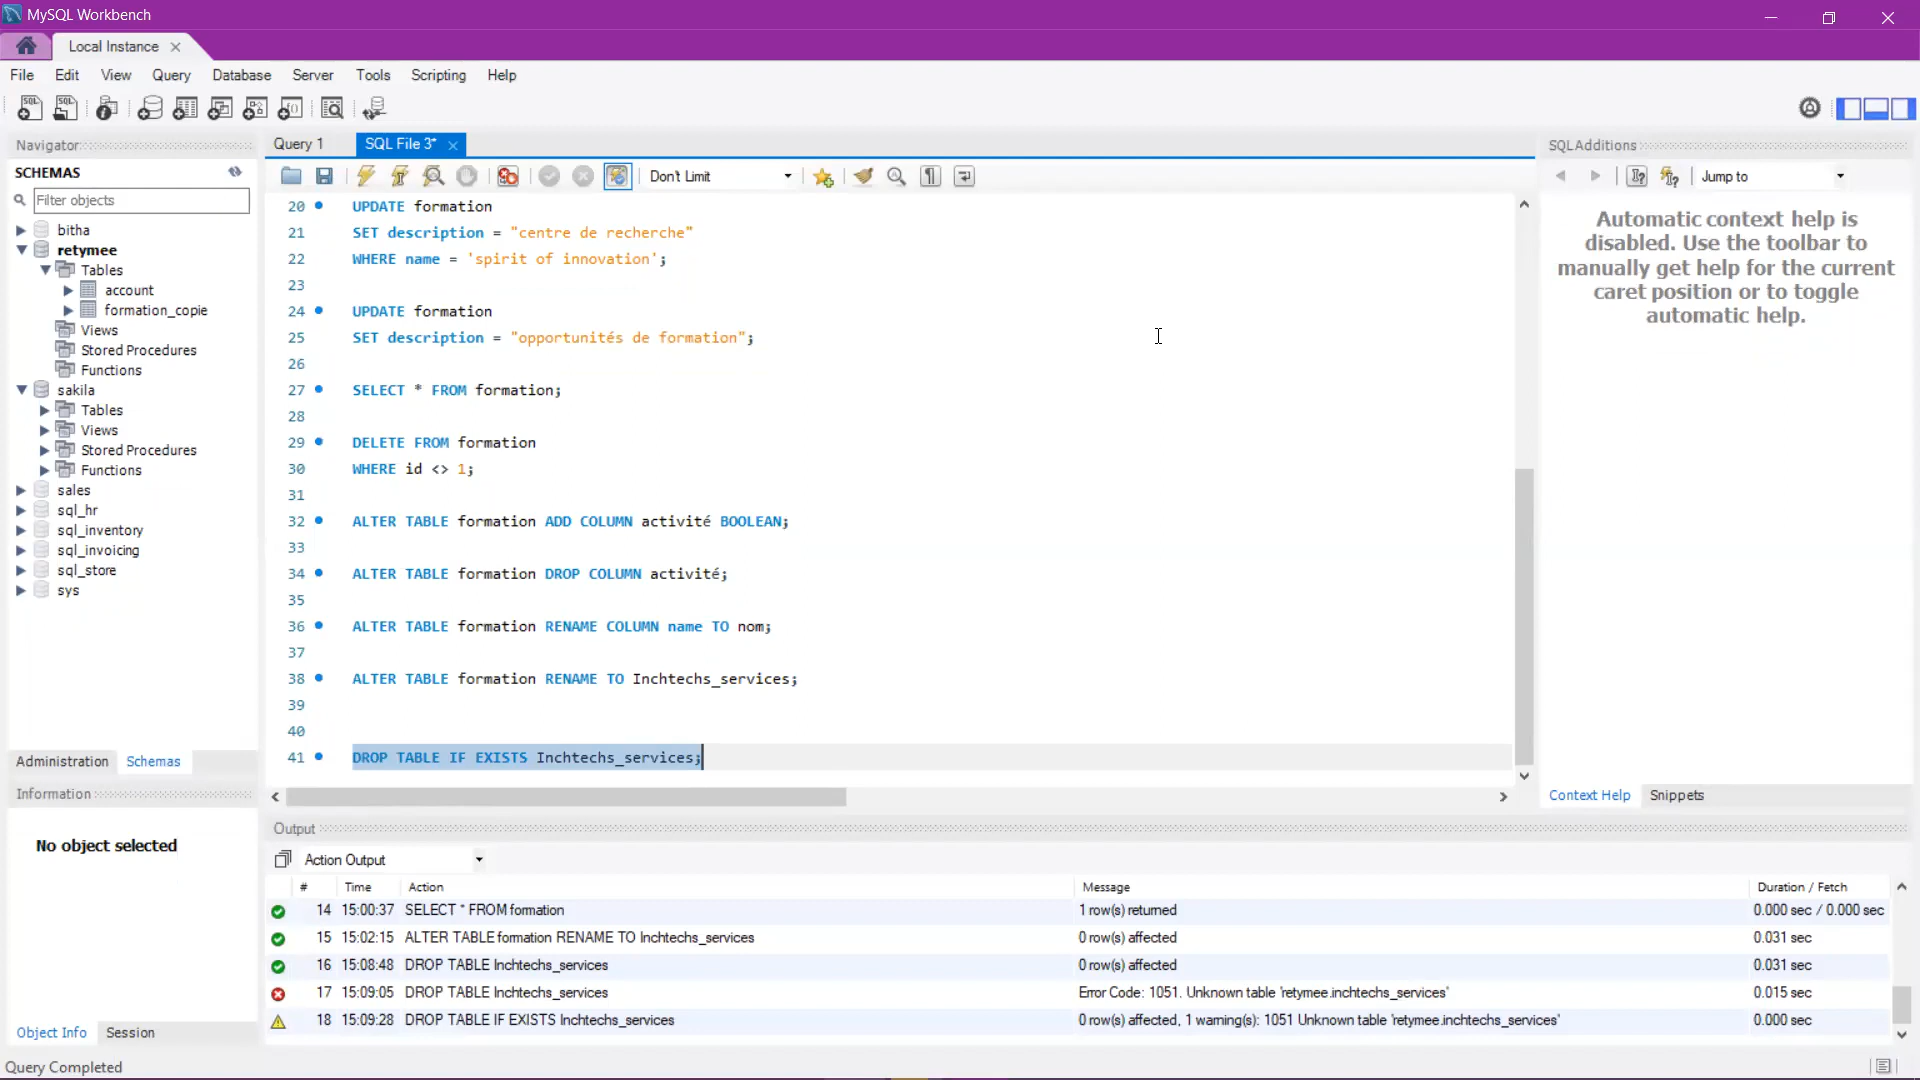 MySQL Workbench
Local Instance
File Edit View Query Database Server Tools Scripting Help
Navigator
SCHEMAS
Filter objects
bitha
retymee
Tables
account
formation_copie
Views
Stored Procedures
Functions
sakila
Tables
Views
Stored Procedures
Functions
sales
sql_hr
sql_inventory
sql_invoicing
sql_store
sys
Administration Schemas
Information
No object selected
Object Info Session
Query Completed
Query 1 SQL File 3*
Don't Limit
20 UPDATE formation
21 SET description = "centre de recherche"
22 WHERE name = 'spirit of innovation';
23
24 UPDATE formation
25 SET description = "opportunités de formation";
26
27 SELECT * FROM formation;
28
29 DELETE FROM formation
30 WHERE id <> 1;
31
32 ALTER TABLE formation ADD COLUMN activité BOOLEAN;
33
34 ALTER TABLE formation DROP COLUMN activité;
35
36 ALTER TABLE formation RENAME COLUMN name TO nom;
37
38 ALTER TABLE formation RENAME TO Inchtechs_services;
39
40
41 DROP TABLE IF EXISTS Inchtechs_services;
SQLAdditions
Jump to
Automatic context help is
disabled. Use the toolbar to
manually get help for the current
caret position or to toggle
automatic help.
Context Help Snippets
Output
Action Output
# Time Action Message Duration / Fetch
14 15:00:37 SELECT * FROM formation 1 row(s) returned 0.000 sec / 0.000 sec
15 15:02:15 ALTER TABLE formation RENAME TO Inchtechs_services 0 row(s) affected 0.031 sec
16 15:08:48 DROP TABLE Inchtechs_services 0 row(s) affected 0.031 sec
17 15:09:05 DROP TABLE Inchtechs_services Error Code: 1051. Unknown table 'retymee.inchtechs_services' 0.015 sec
18 15:09:28 DROP TABLE IF EXISTS Inchtechs_services 0 row(s) affected, 1 warning(s): 1051 Unknown table 'retymee.inchtechs_services' 0.000 sec